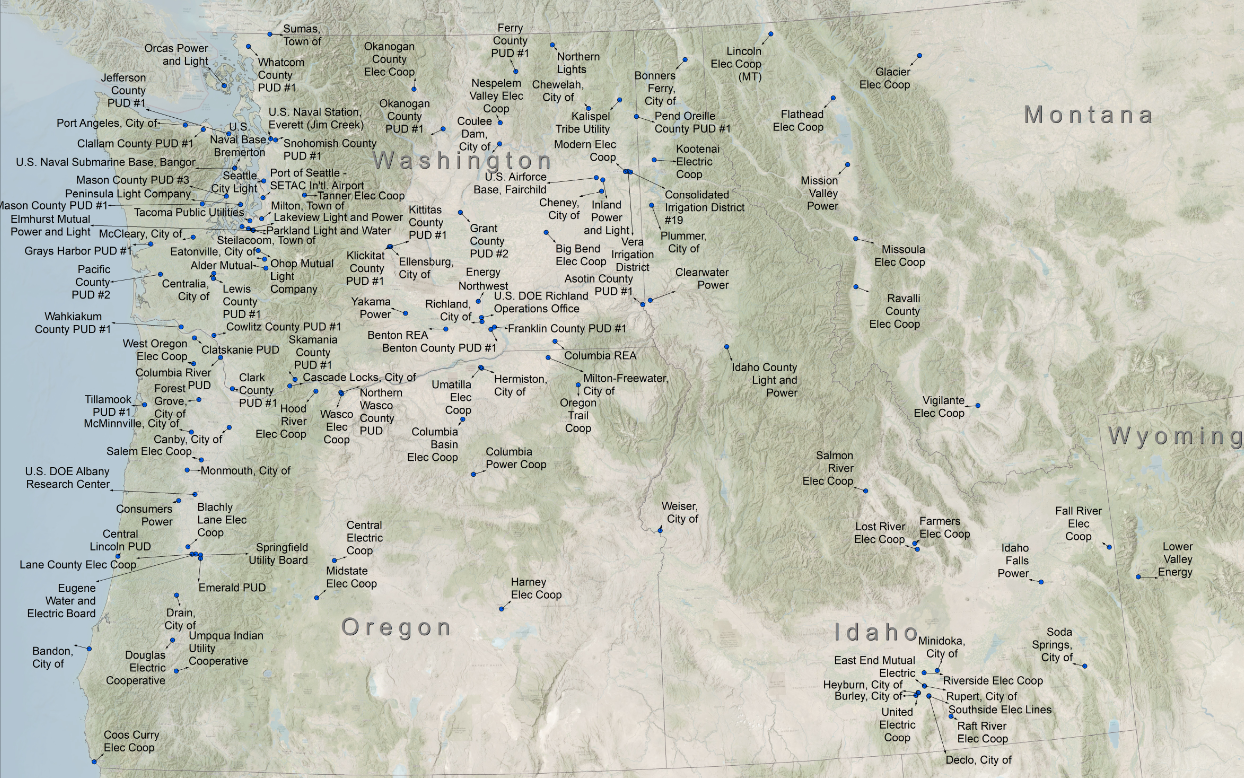 Sumas,
Town of
Orcas Power
and Light
Whatcom
County
PUD #1
Okanogan
County
Elec Coop
Ferry
County
PUD #1
Northern
Lights
Lincoln
Elec Coop
(MT)
Glacier
Elec Coop
Jefferson
County
PUD #1
Okanogan
County
PUD #1
Nespelem
Valley Elec
Coop
Chewelah,
City of
Bonners
Ferry,
City of
Flathead
Elec Coop
Montana
Port Angeles, City of
Clallam County PUD #1
U.S.
Naval Base,
Bremerton
U.S. Naval Station,
Everett (Jim Creek)
Snohomish County
PUD #1
Coulee
Dam,
City of
Kalispel
Tribe Utility
Pend Oreille
County PUD #1
Washington
Modern Elec
Coop
Kootenai
Electric
Coop
U.S. Naval Submarine Base, Bangor
Mason County PUD #3
Peninsula Light Company
Mason County PUD #1
Seattle
City Light
Port of Seattle -
SETAC In'tl. Airport
Tanner Elec Coop
U.S. Airforce
Base, Fairchild
Mission
Valley
Power
Consolidated
Irrigation District
#19
Tacoma Public Utilities
Milton, Town of
Lakeview Light and Power
Parkland Light and Water
Elmhurst Mutual
Power and Light
McCleary, City of
Steilacoom, Town of
Kittitas
County
PUD #1
Cheney,
City of
Inland
Power
and Light
Grays Harbor PUD #1
Eatonville, City of
Alder Mutual
Ohop Mutual
Light
Company
Grant
County
PUD #2
Big Bend
Elec Coop
Vera
Irrigation
District
Plummer,
City of
Missoula
Elec Coop
Pacific
County
PUD #2
Centralia,
City of
Lewis
County
PUD #1
Klickitat
County
PUD #1
Ellensburg,
City of
Energy
Northwest
Asotin County
PUD #1
Clearwater
Power
Ravalli
County
Elec Coop
Yakama
Power
Richland,
City of
U.S. DOE Richland
Operations Office
Wahkiakum
County PUD #1
Cowlitz County PUD #1
Benton REA
Franklin County PUD #1
Benton County PUD #1
West Oregon
Elec Coop
Clatskanie PUD
Skamania
County
PUD #1
Columbia REA
Columbia River
PUD
Clark
County
PUD #1
Cascade Locks, City of
Umatilla
Elec
Coop
Hermiston,
City of
Milton-Freewater,
City of
Idaho County
Light and
Power
Forest
Grove,
City of
Tillamook
PUD #1
McMinnville, City of
Hood
River
Elec Coop
Wasco
Elec
Coop
Northern
Wasco
County
PUD
Oregon
Trail
Coop
Vigilante
Elec Coop
Canby, City of
Salem Elec Coop
Columbia
Basin
Elec Coop
Wyoming
Monmouth, City of
U.S. DOE Albany
Research Center
Columbia
Power Coop
Salmon
River
Elec Coop
Consumers
Power
Blachly
Lane Elec
Coop
Weiser,
City of
Central
Lincoln PUD
Central
Electric
Coop
Lost River
Elec Coop
Farmers
Elec Coop
Fall River
Elec
Coop
Lane County Elec Coop
Springfield
Utility Board
Midstate
Elec Coop
Idaho
Falls
Power
Lower
Valley
Energy
Eugene
Water and
Electric Board
Emerald PUD
Harney
Elec Coop
Drain,
City of
Oregon
Idaho
Umpqua Indian
Utility
Cooperative
Douglas
Electric
Cooperative
Bandon,
City of
Minidoka,
City of
Soda
Springs,
City of
East End Mutual
Electric
Riverside Elec Coop
Heyburn, City of
Burley, City of
Rupert, City of
Southside Elec Lines
United
Electric
Coop
Raft River
Elec Coop
Declo, City of
Coos Curry
Elec Coop